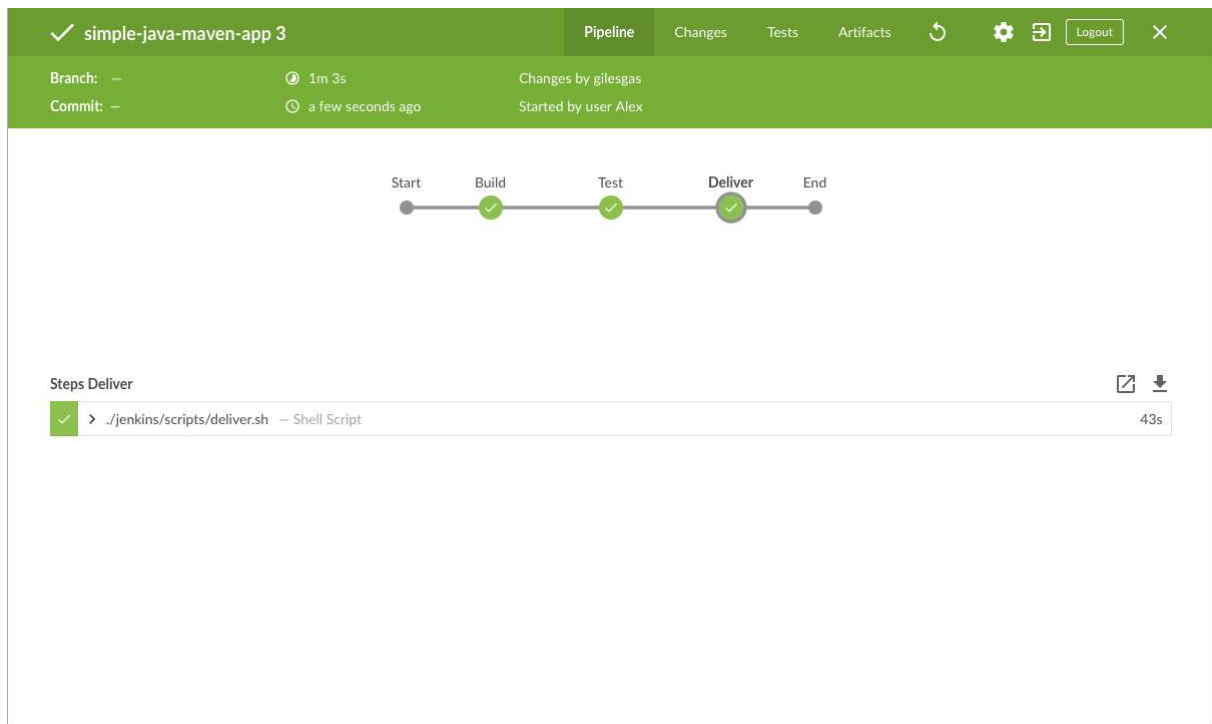 simple-java-maven-app 3 Pipeline Changes Tests Artifacts Logout
Branch: — 1m 3s Changes by gilesgas
Commit: — a few seconds ago Started by user Alex
Start Build Test Deliver End
Steps Deliver
./jenkins/scripts/deliver.sh — Shell Script 43s